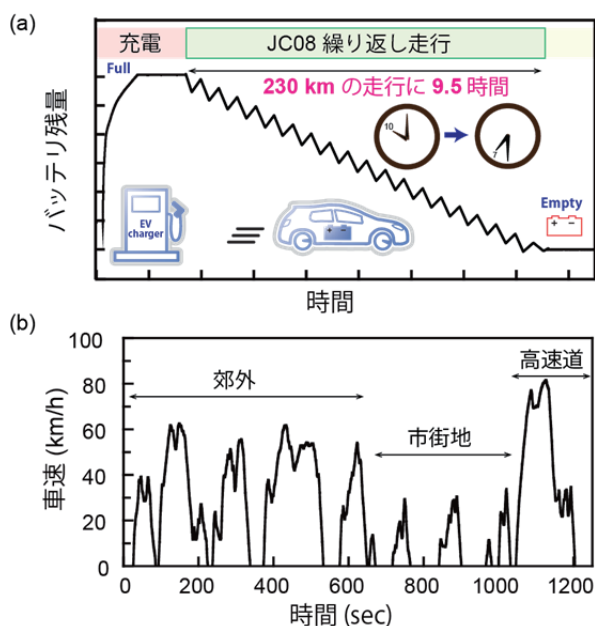 (a)
充電
JC08 繰り返し走行
Full
230 km の走行に 9.5 時間
10
7
バッテリ残量
EV
charger
Empty
時間
(b)
100
80
60
40
20
0
車速 (km/h)
郊外
市街地
高速道
0 200 400 600 800 1000 1200
時間 (sec)